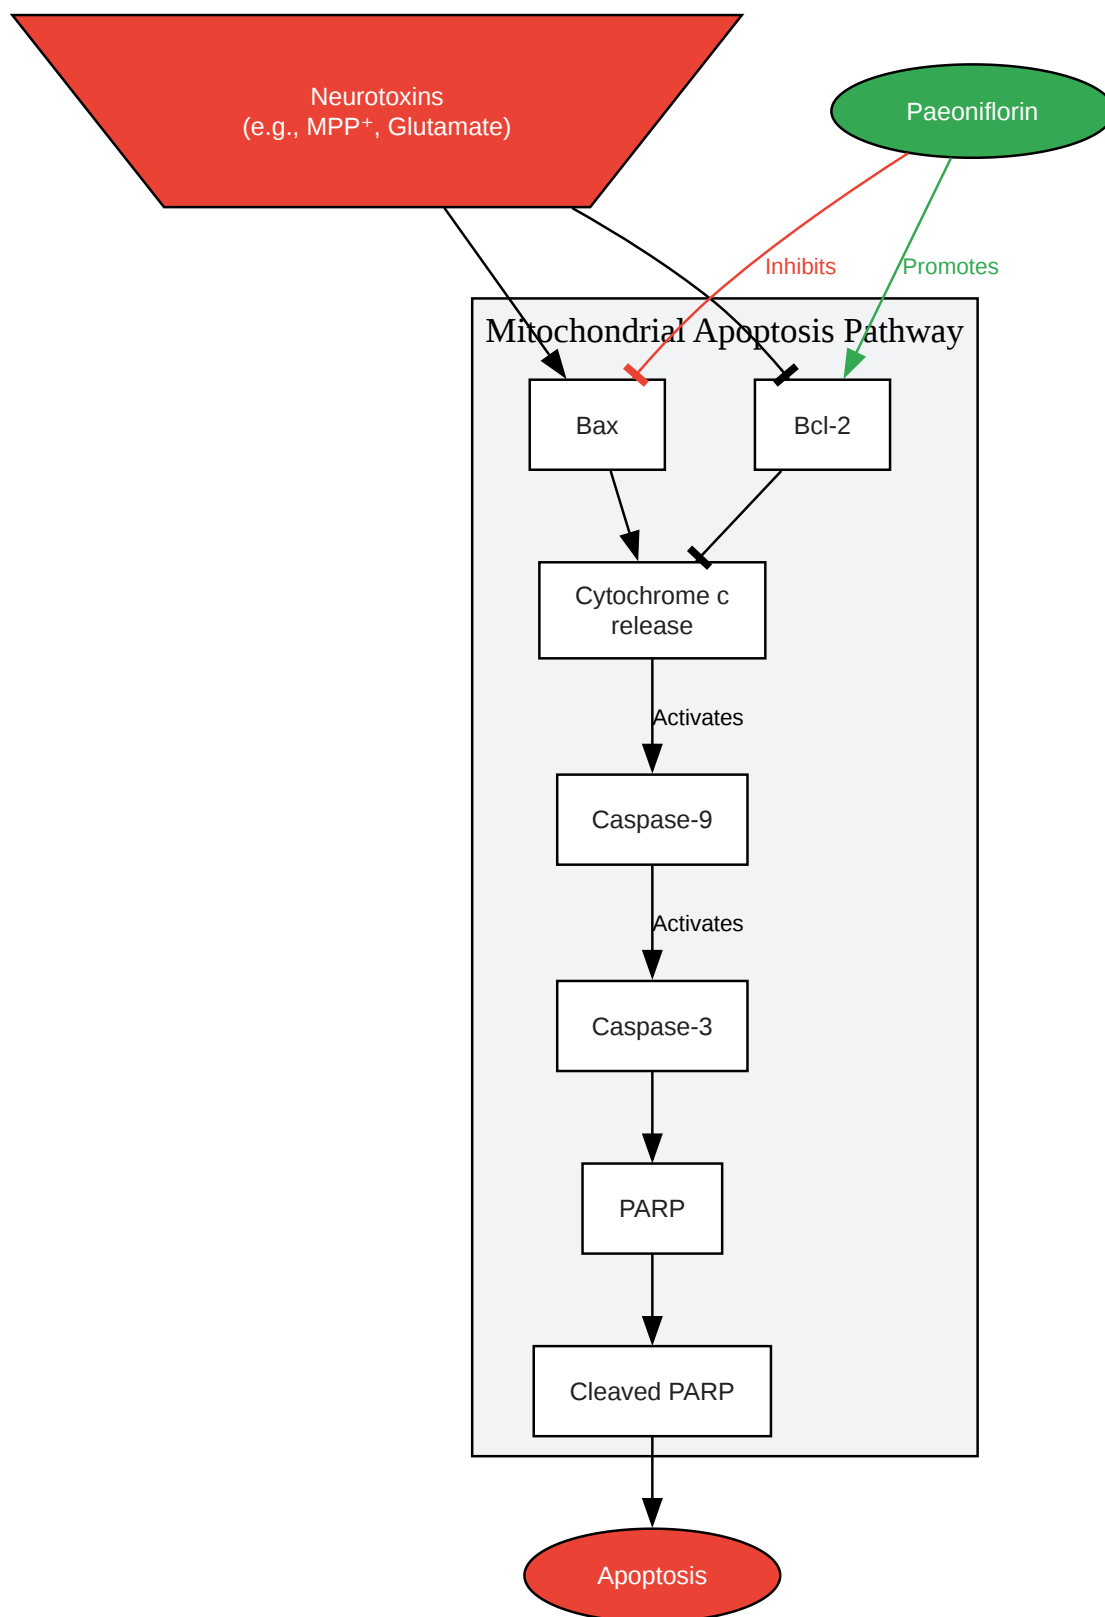 Neurotoxins
(e.g., MPP⁺, Glutamate)
Paeoniflorin
Inhibits
Promotes
Mitochondrial Apoptosis Pathway
Bax
Bcl-2
Cytochrome c
release
Activates
Caspase-9
Activates
Caspase-3
PARP
Cleaved PARP
Apoptosis